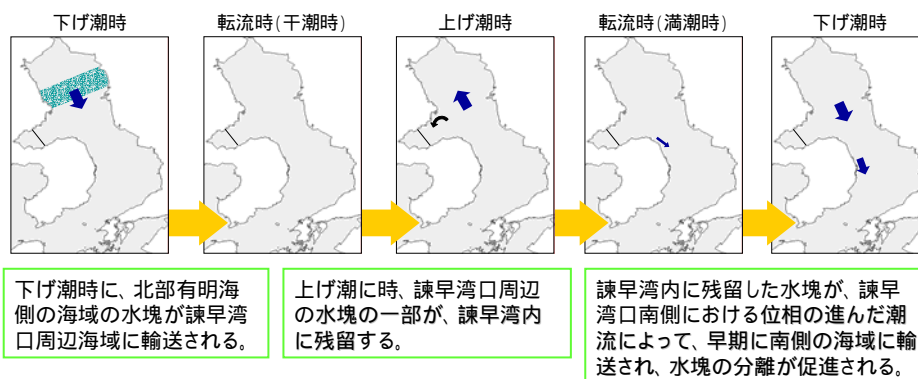 下げ潮時
転流時(干潮時)
上げ潮時
転流時(満潮時)
下げ潮時
下げ潮時に、北部有明海
側の海域の水塊が諫早湾
口周辺海域に輸送される。
上げ潮に時、諫早湾口周辺
の水塊の一部が、諫早湾内
に残留する。
諫早湾内に残留した水塊が、諫早
湾口南側における位相の進んだ潮
流によって、早期に南側の海域に輸
送され、水塊の分離が促進される。